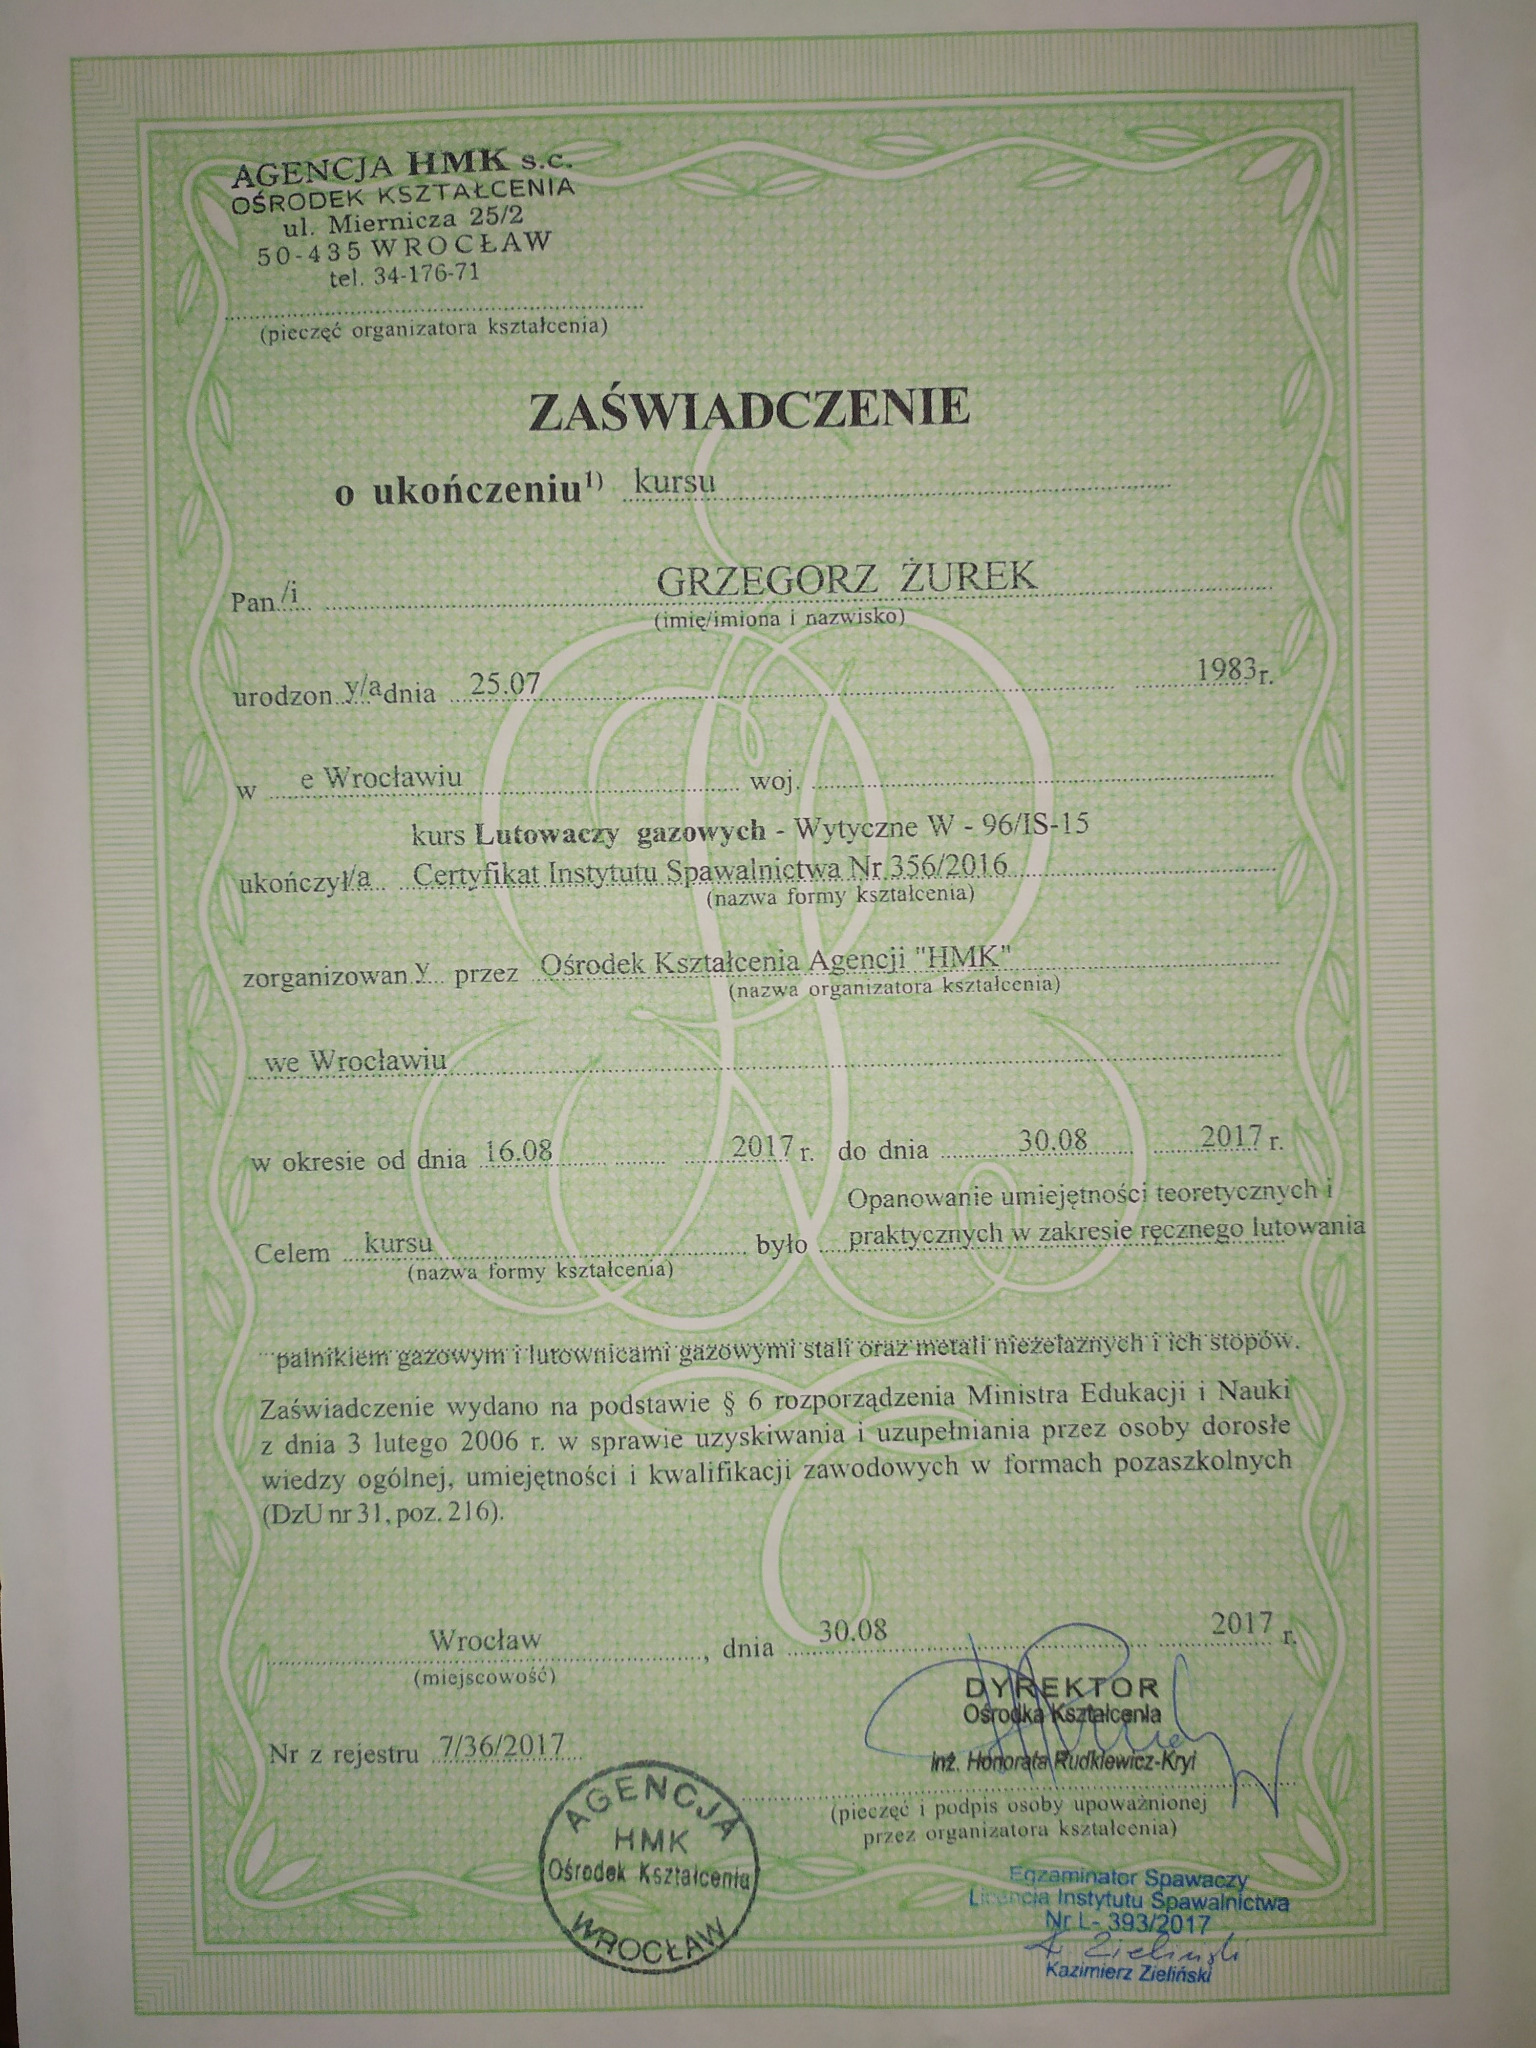 AGENCJA HMK s.c.
OŚRODEK KSZTAŁCENIA
ul. Miernicza 25/2
50-435 WROCŁAW
tel. 34-176-71
(pieczęć organizatora kształcenia)
ZAŚWIADCZENIE
o ukończeniu¹⁾ kursu
Pan/i GRZEGORZ ŻUREK
(imię/imiona i nazwisko)
urodzon y/a dnia 25.07 1983 r.
w e Wrocławiu woj.
kurs Lutowaczy gazowych - Wytyczne W - 96/IS-15
ukończył/a Certyfikat Instytutu Spawalnictwa Nr 356/2016
(nazwa formy kształcenia)
zorganizowan y przez Ośrodek Kształcenia Agencji "HMK"
(nazwa organizatora kształcenia)
we Wrocławiu
w okresie od dnia 16.08 2017 r. do dnia 30.08 2017 r.
Opanowanie umiejętności teoretycznych i
Celem kursu było praktycznych w zakresie ręcznego lutowania
(nazwa formy kształcenia)
palnikiem gazowym i lutownicami gazowymi stali oraz metali nieżelaznych i ich stopów.
Zaświadczenie wydano na podstawie § 6 rozporządzenia Ministra Edukacji i Nauki
z dnia 3 lutego 2006 r. w sprawie uzyskiwania i uzupełniania przez osoby dorosłe
wiedzy ogólnej, umiejętności i kwalifikacji zawodowych w formach pozaszkolnych
(DzU nr 31, poz. 216).
Wrocław, dnia 30.08 2017 r.
(miejscowość)
DYREKTOR
Ośrodka Kształcenia
Nr z rejestru 7/36/2017
inż. Honorata Rudkiewicz-Kryi
(pieczęć i podpis osoby upoważnionej
przez organizatora kształcenia)
AGENCJA
HMK
Ośrodek Kształcenia
WROCŁAW
Egzaminator Spawaczy
Licencja Instytutu Spawalnictwa
Nr L- 393/2017
K Zieliński
Kazimierz Zieliński